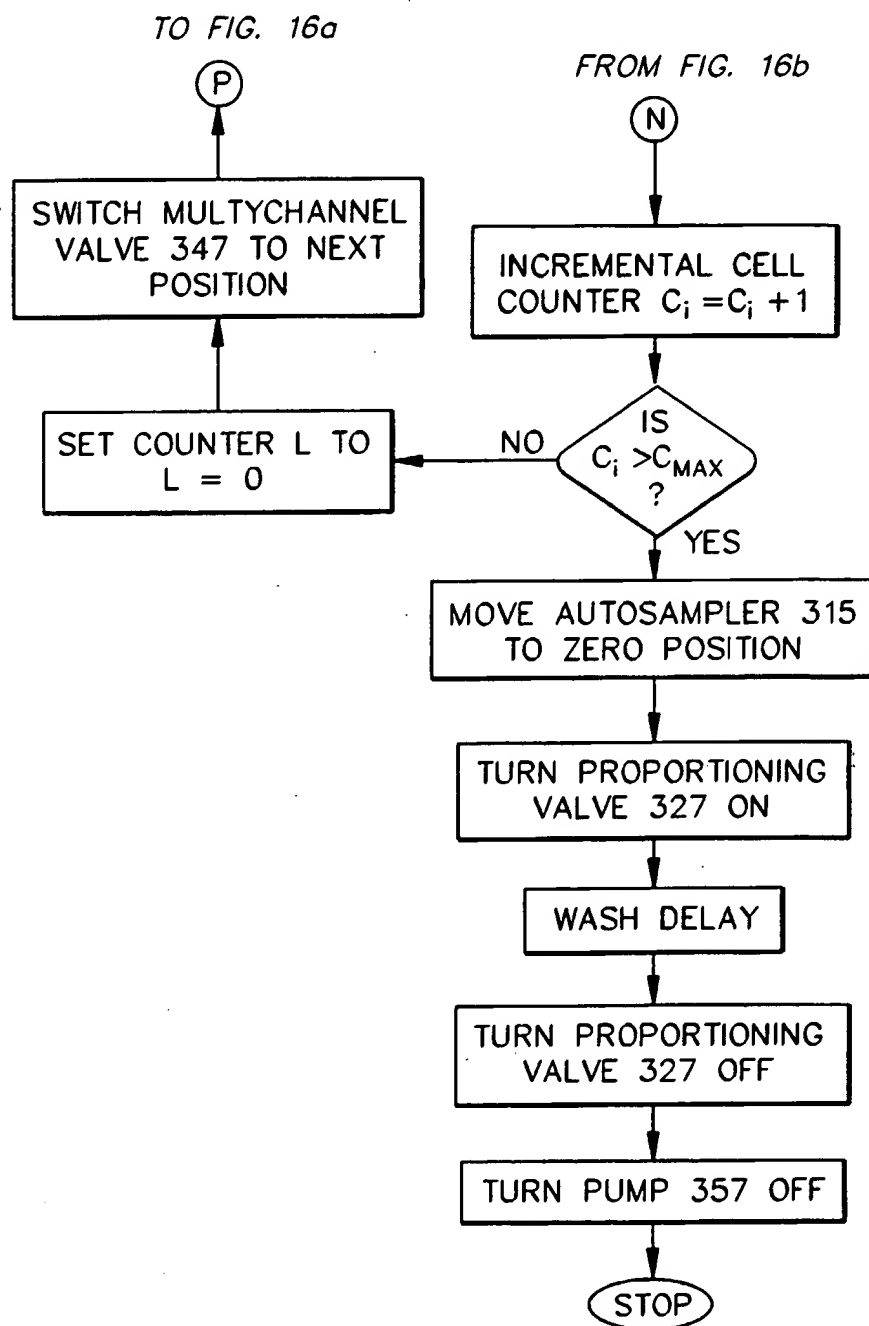 TO FIG. 16a
P
SWITCH MULTYCHANNEL
VALVE 347 TO NEXT
POSITION
SET COUNTER L TO
L = 0
FROM FIG. 16b
N
INCREMENTAL CELL
COUNTER Ci =Ci +1
IS
Ci >CMAX
?
NO
YES
MOVE AUTOSAMPLER 315
TO ZERO POSITION
TURN PROPORTIONING
VALVE 327 ON
WASH DELAY
TURN PROPORTIONING
VALVE 327 OFF
TURN PUMP 357 OFF
STOP